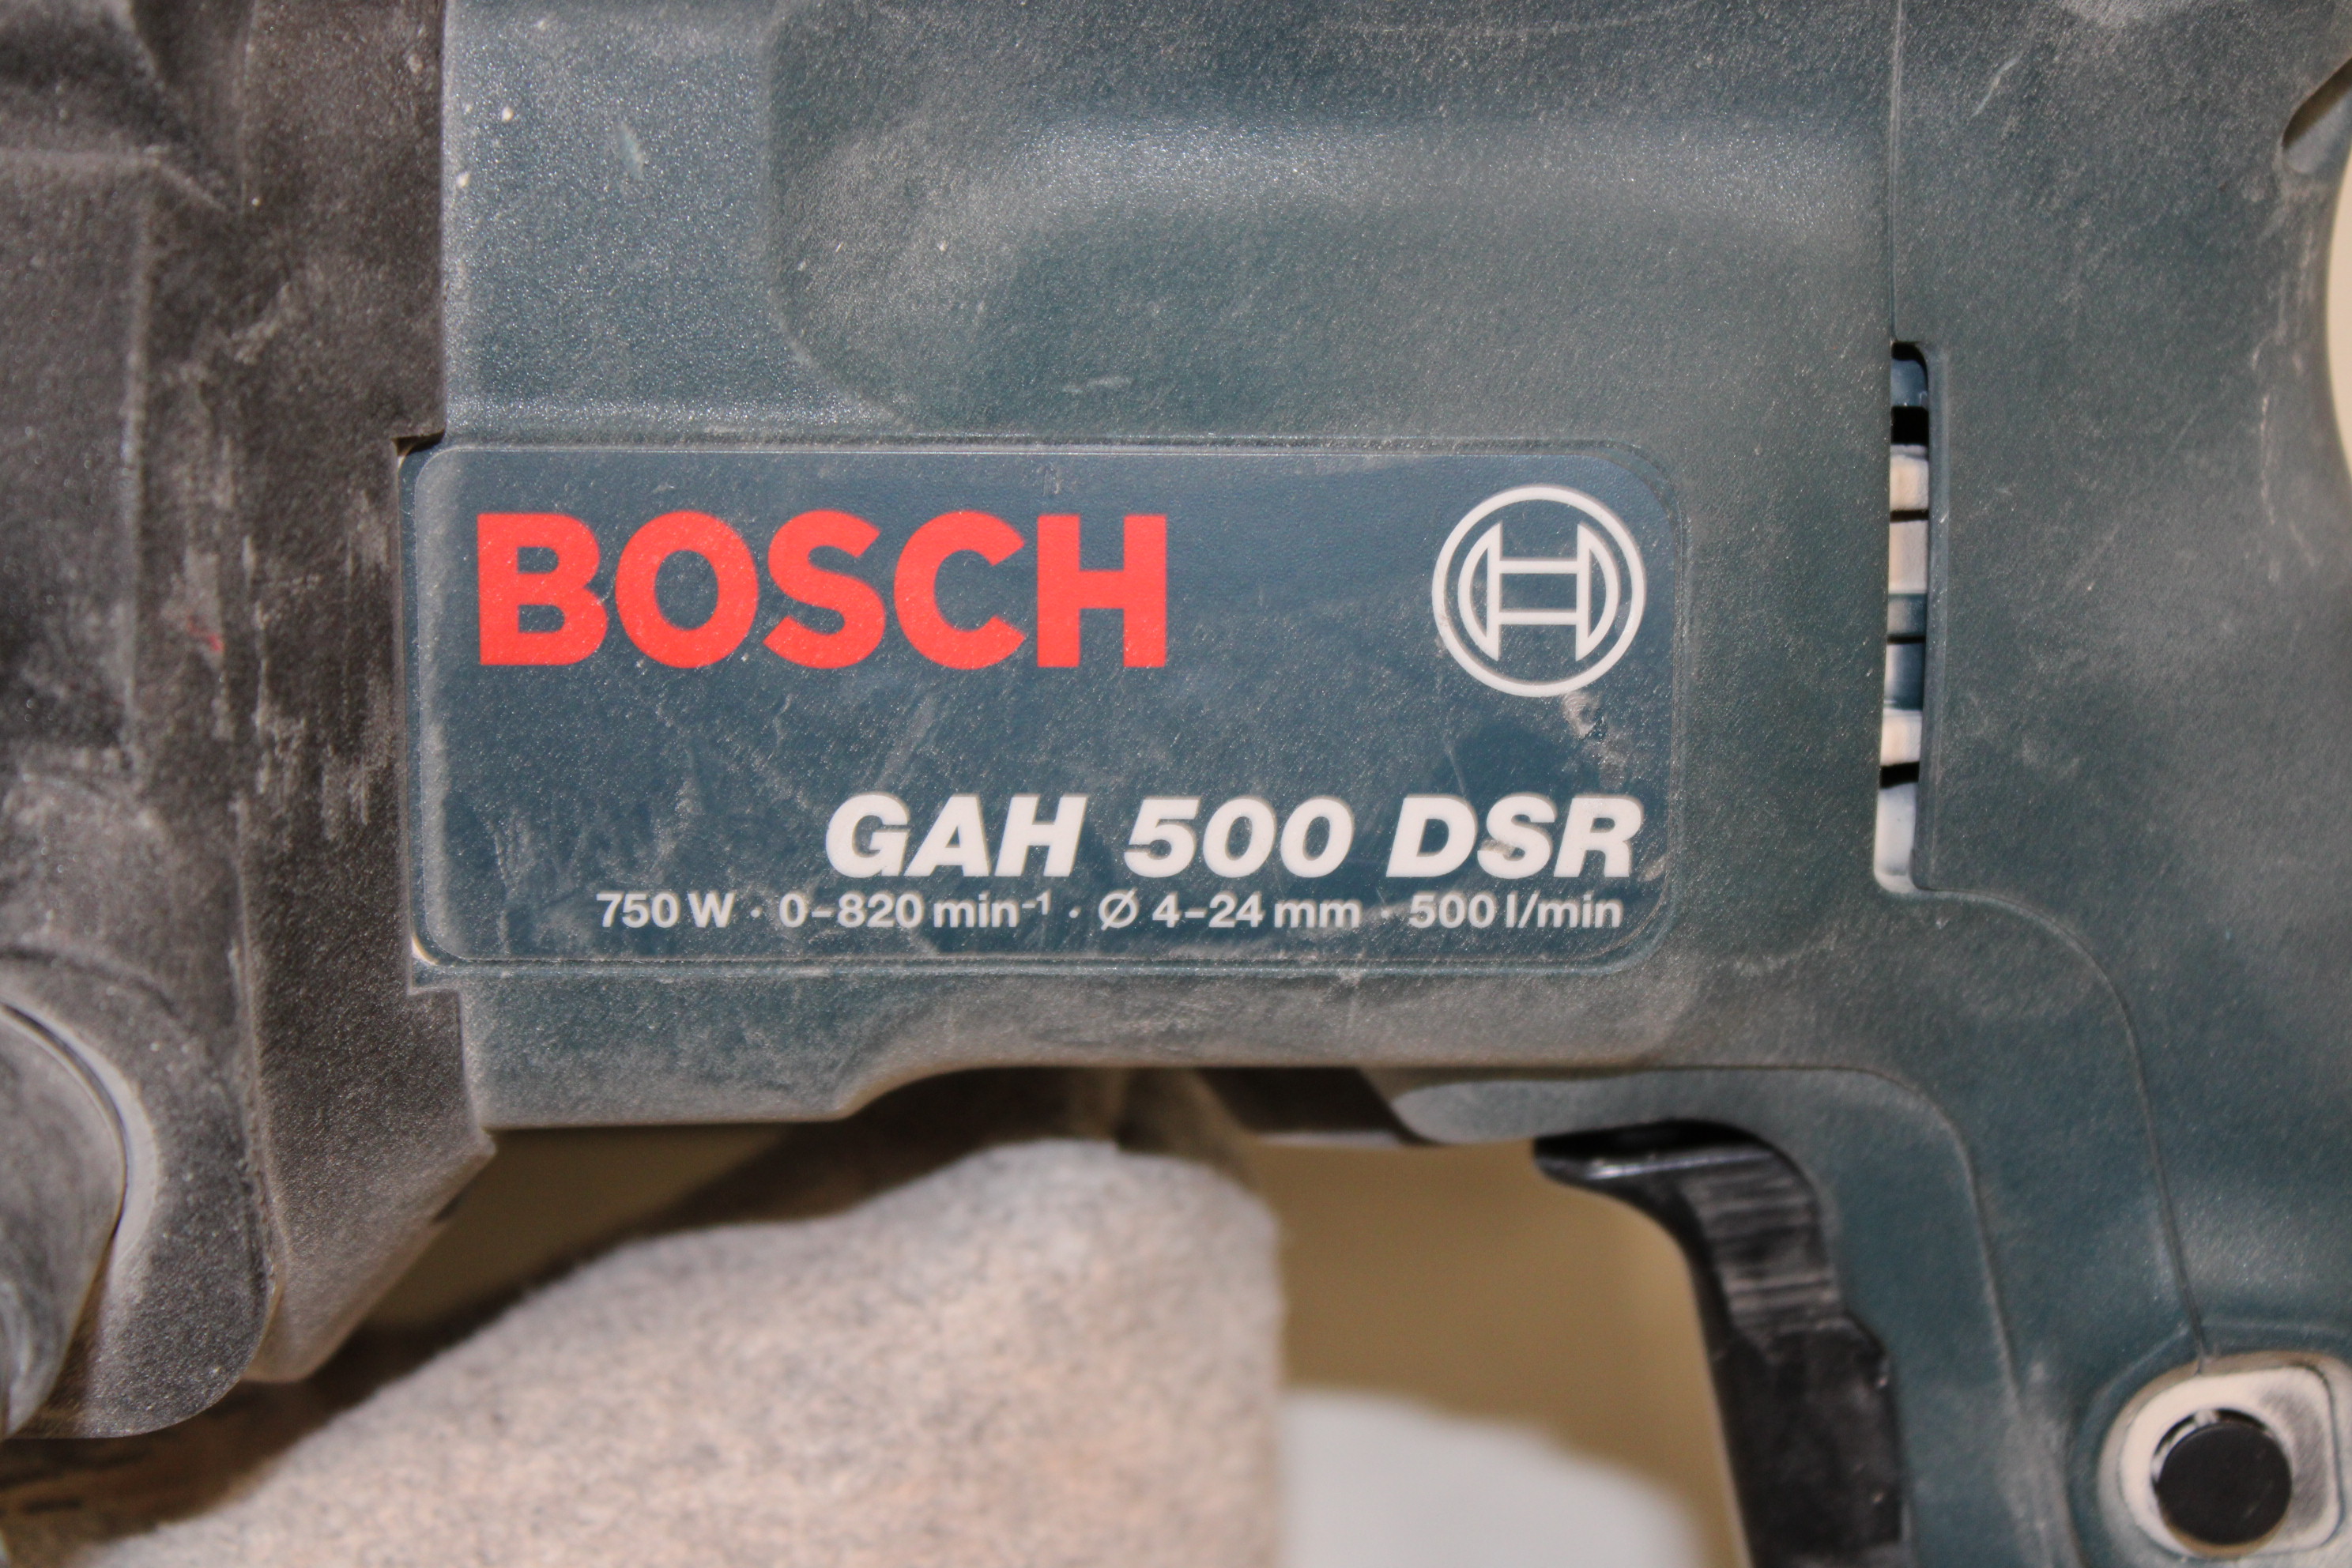 BOSCH
GAH 500 DSR
750 W · 0-820 min⁻¹ · Ø 4-24 mm · 500 l/min